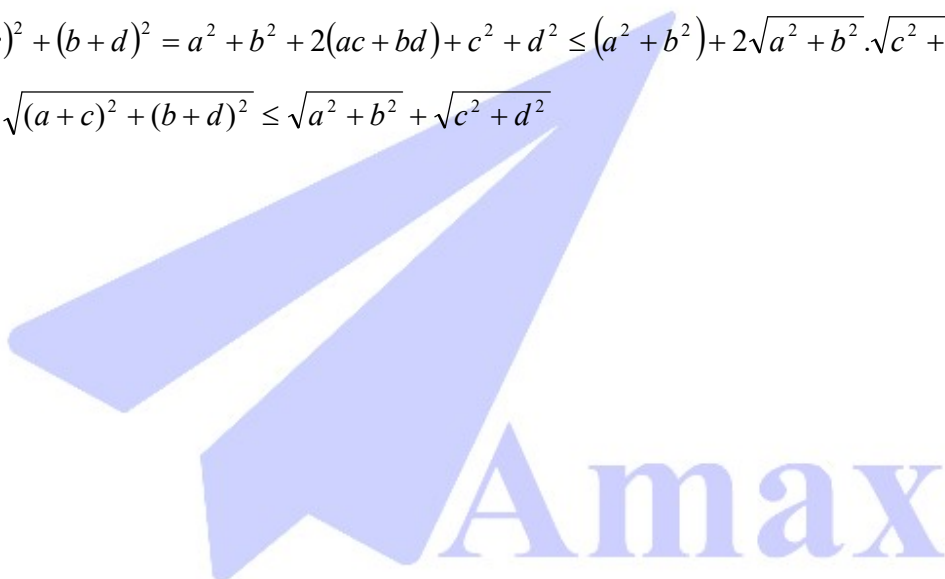 )² + (b + d)² = a² + b² + 2(ac + bd) + c² + d² ≤ (a² + b²) + 2√(a² + b²).√(c² +
√((a + c)² + (b + d)²) ≤ √(a² + b²) + √(c² + d²)
Amax